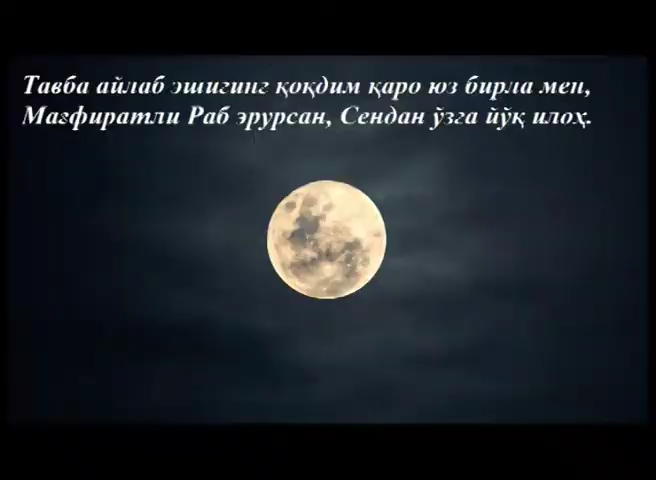 Тавба айлаб эшигинг қоқдим қаро юз бирла мен,
Мағфиратли Раб эрурсан, Сендан ўзга йўқ илоҳ.